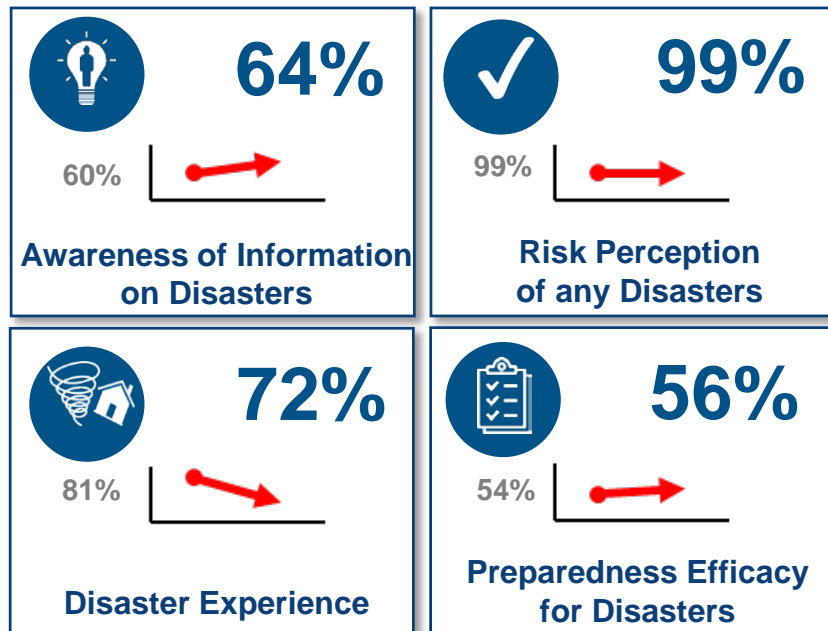 64%
60%
Awareness of Information
on Disasters
99%
99%
Risk Perception
of any Disasters
72%
81%
Disaster Experience
56%
54%
Preparedness Efficacy
for Disasters